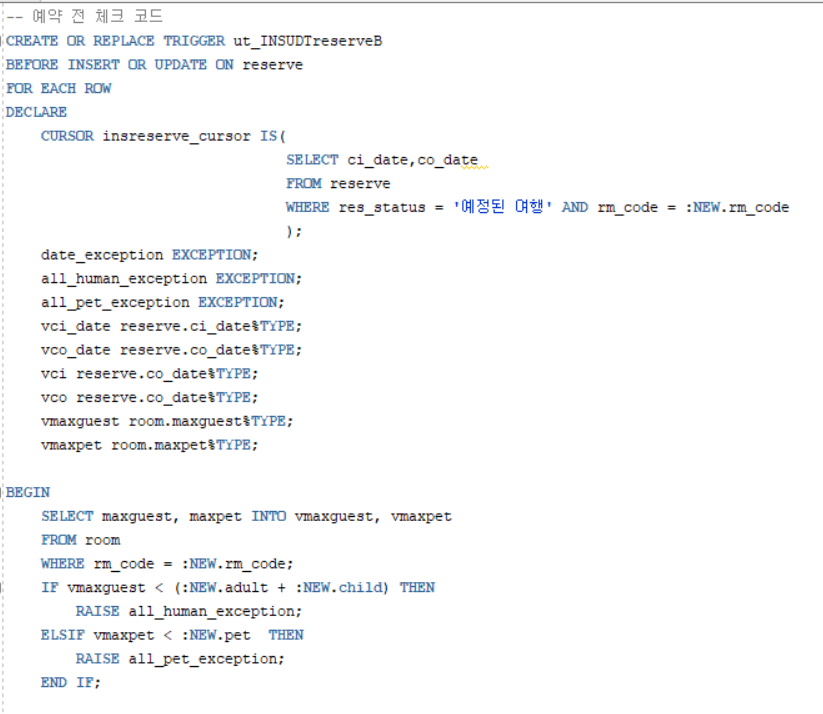 -- 예약 전 체크 코드
CREATE OR REPLACE TRIGGER ut_INSUDTreserveB
BEFORE INSERT OR UPDATE ON reserve
FOR EACH ROW
DECLARE
    CURSOR insreserve_cursor IS(
                                SELECT ci_date,co_date
                                FROM reserve
                                WHERE res_status = '예정된 여행' AND rm_code = :NEW.rm_code
                                );
    date_exception EXCEPTION;
    all_human_exception EXCEPTION;
    all_pet_exception EXCEPTION;
    vci_date reserve.ci_date%TYPE;
    vco_date reserve.co_date%TYPE;
    vci reserve.co_date%TYPE;
    vco reserve.co_date%TYPE;
    vmaxguest room.maxguest%TYPE;
    vmaxpet room.maxpet%TYPE;
BEGIN
    SELECT maxguest, maxpet INTO vmaxguest, vmaxpet
    FROM room
    WHERE rm_code = :NEW.rm_code;
    IF vmaxguest < (:NEW.adult + :NEW.child) THEN
        RAISE all_human_exception;
    ELSIF vmaxpet < :NEW.pet  THEN
        RAISE all_pet_exception;
    END IF;